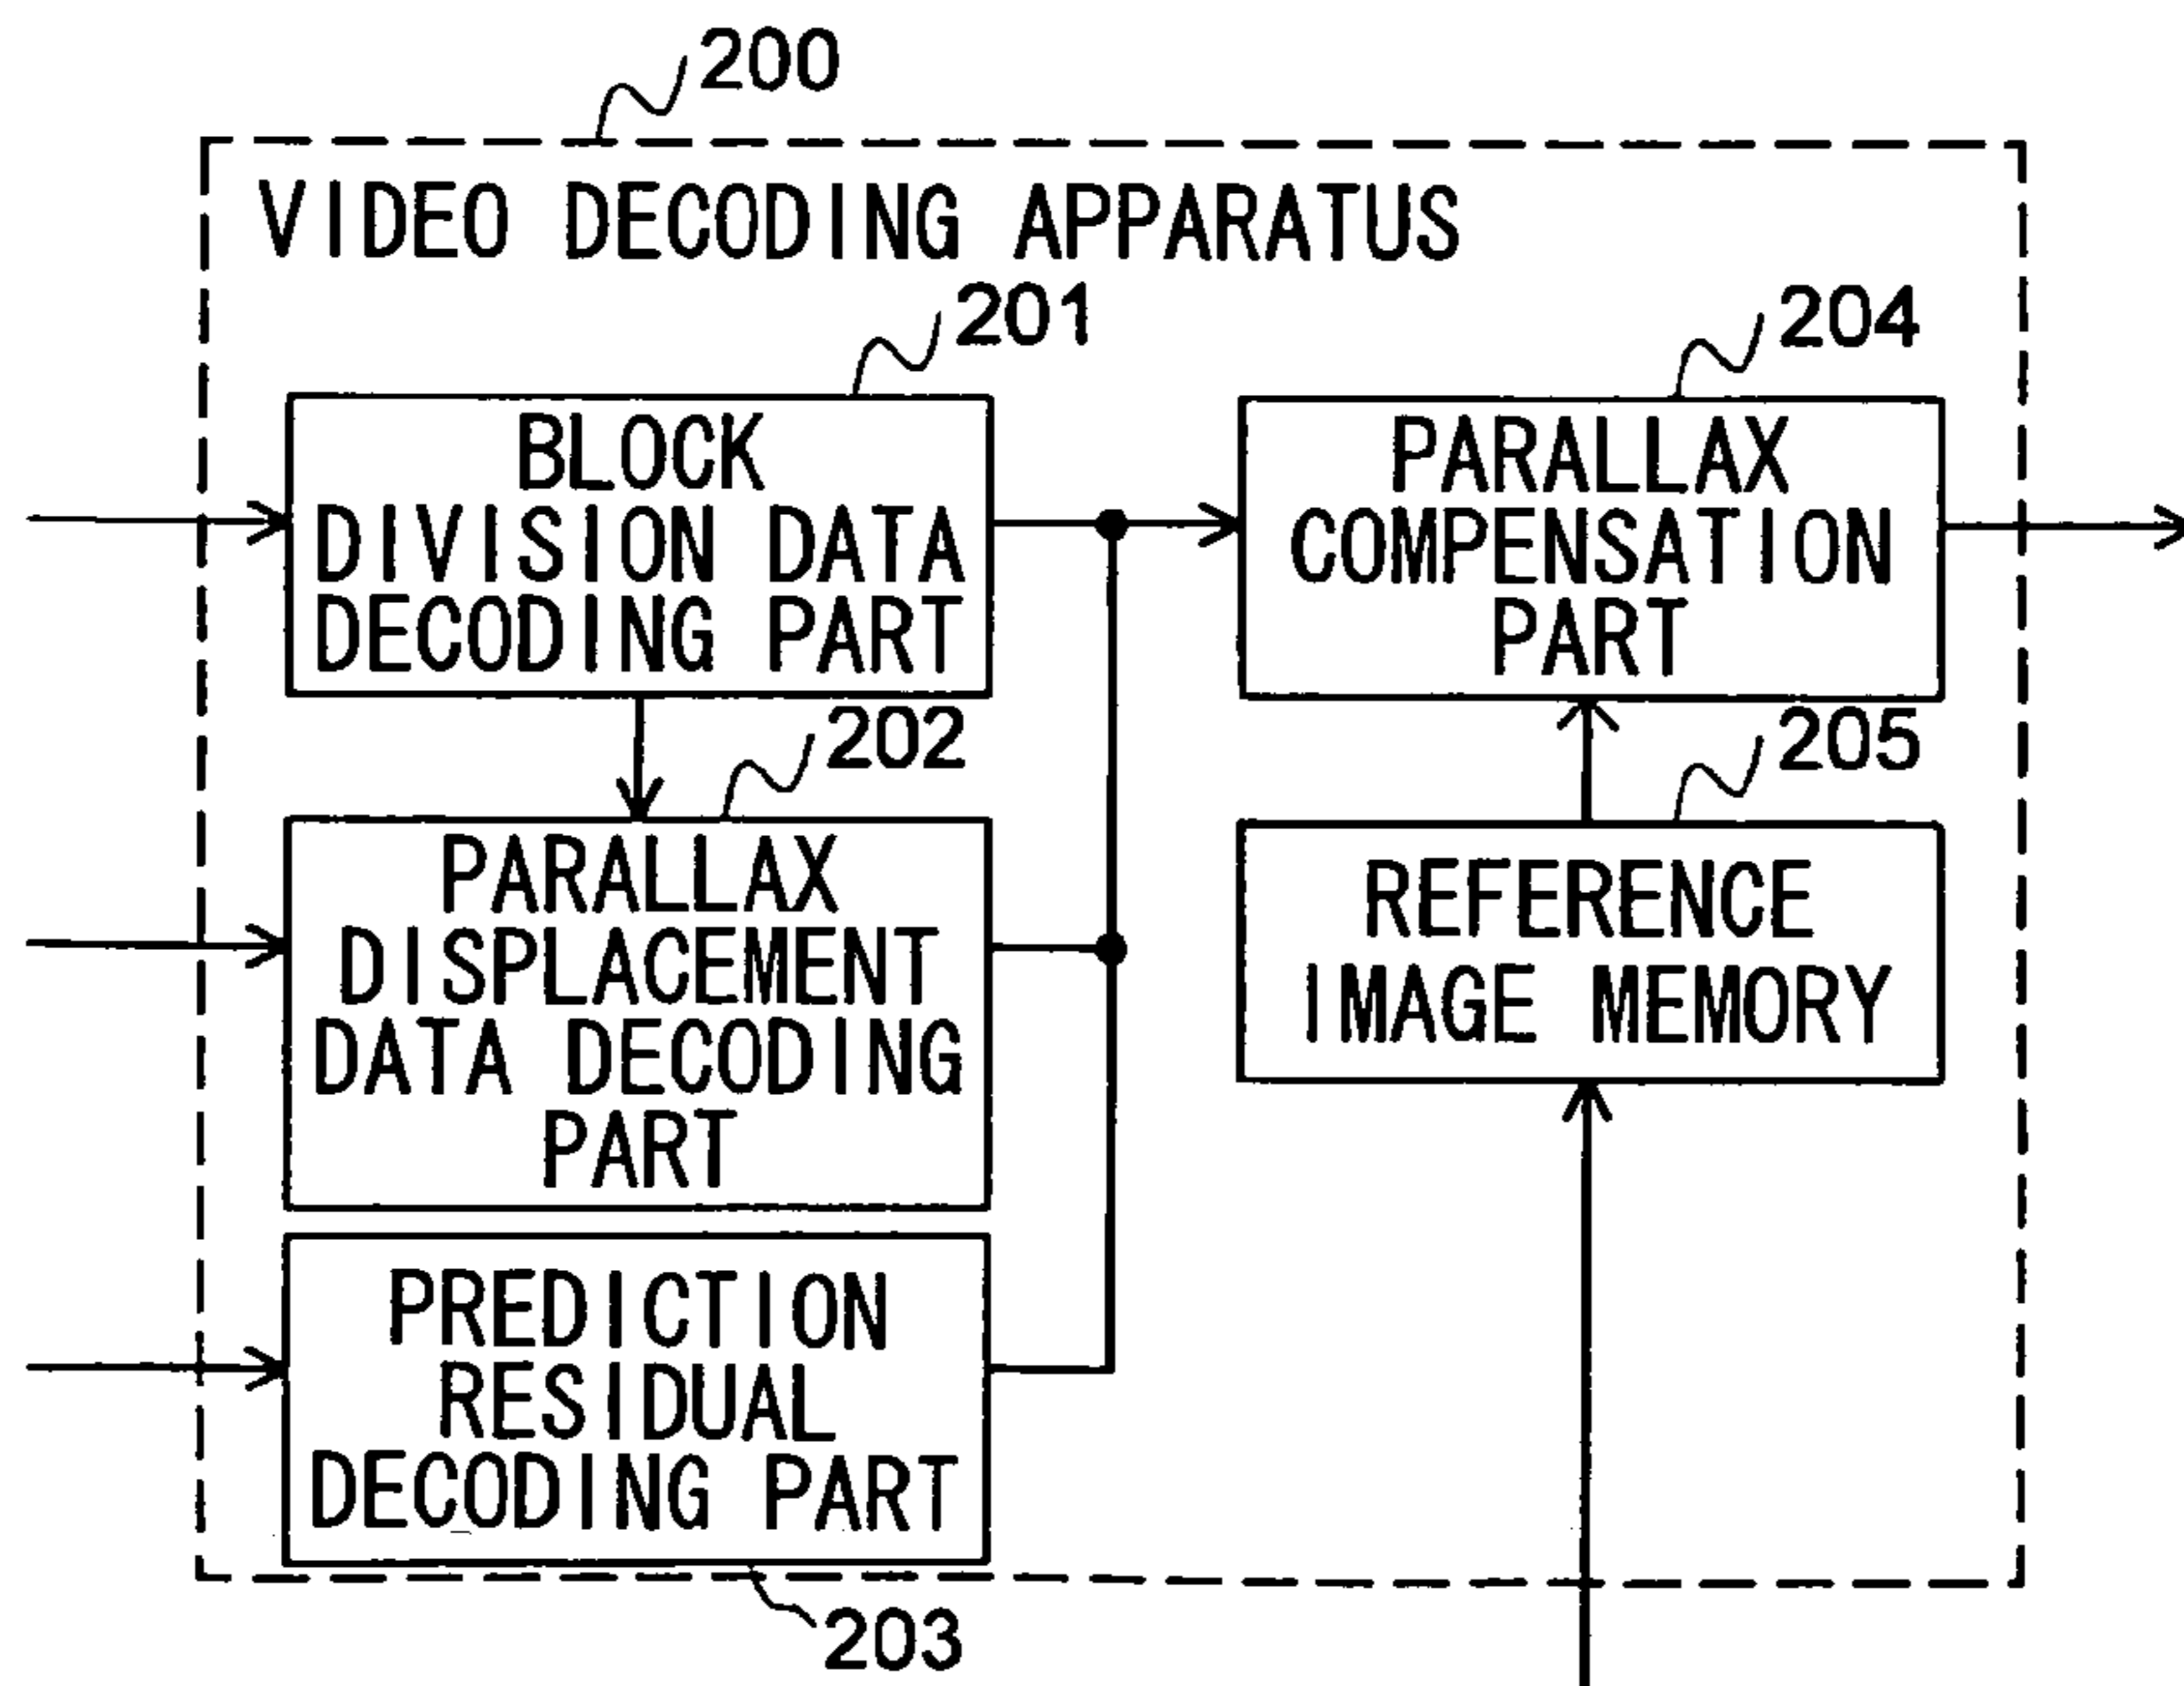 200
VIDEO DECODING APPARATUS
201
BLOCK
DIVISION DATA
DECODING PART
204
PARALLAX
COMPENSATION
PART
202
PARALLAX
DISPLACEMENT
DATA DECODING
PART
205
REFERENCE
IMAGE MEMORY
PREDICTION
RESIDUAL
DECODING PART
203